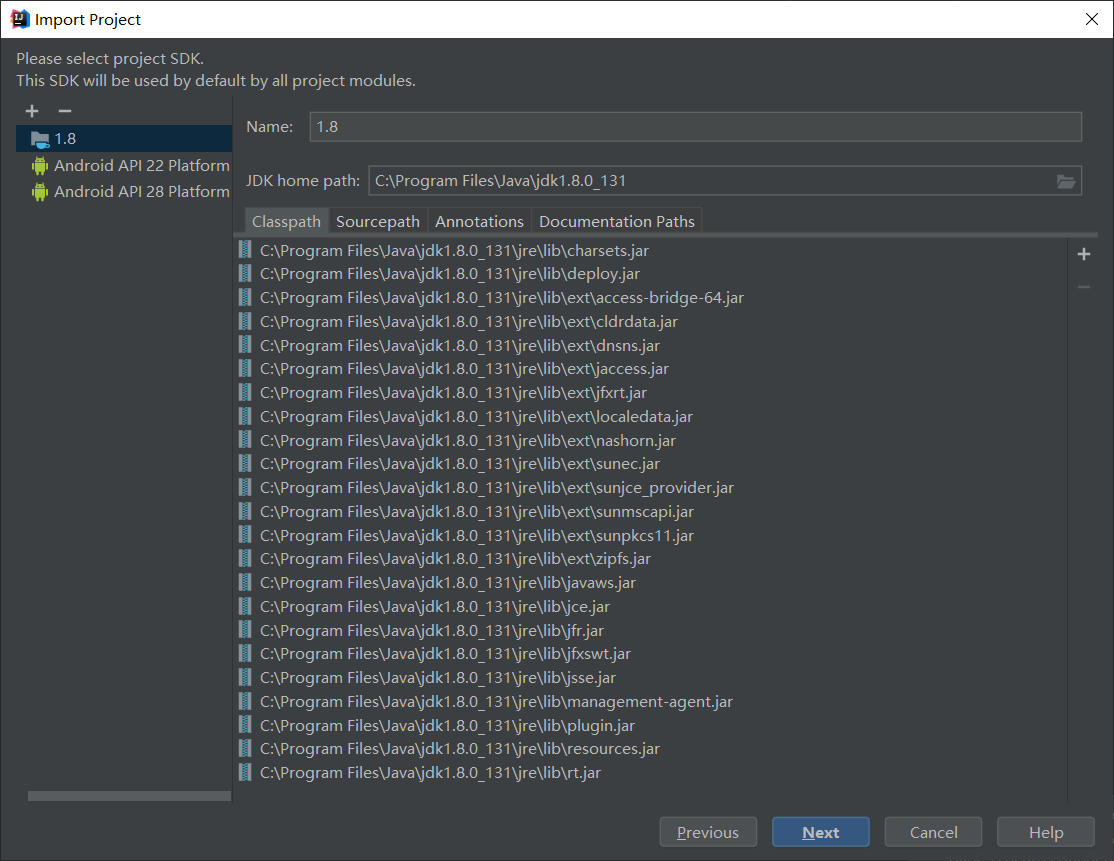 Import Project
Please select project SDK.
This SDK will be used by default by all project modules.
1.8
Android API 22 Platform
Android API 28 Platform
Name: 1.8
JDK home path: C:\Program Files\Java\jdk1.8.0_131
Classpath Sourcepath Annotations Documentation Paths
C:\Program Files\Java\jdk1.8.0_131\jre\lib\charsets.jar
C:\Program Files\Java\jdk1.8.0_131\jre\lib\deploy.jar
C:\Program Files\Java\jdk1.8.0_131\jre\lib\ext\access-bridge-64.jar
C:\Program Files\Java\jdk1.8.0_131\jre\lib\ext\cldrdata.jar
C:\Program Files\Java\jdk1.8.0_131\jre\lib\ext\dnsns.jar
C:\Program Files\Java\jdk1.8.0_131\jre\lib\ext\jaccess.jar
C:\Program Files\Java\jdk1.8.0_131\jre\lib\ext\jfxrt.jar
C:\Program Files\Java\jdk1.8.0_131\jre\lib\ext\localedata.jar
C:\Program Files\Java\jdk1.8.0_131\jre\lib\ext\nashorn.jar
C:\Program Files\Java\jdk1.8.0_131\jre\lib\ext\sunec.jar
C:\Program Files\Java\jdk1.8.0_131\jre\lib\ext\sunjce_provider.jar
C:\Program Files\Java\jdk1.8.0_131\jre\lib\ext\sunmscapi.jar
C:\Program Files\Java\jdk1.8.0_131\jre\lib\ext\sunpkcs11.jar
C:\Program Files\Java\jdk1.8.0_131\jre\lib\ext\zipfs.jar
C:\Program Files\Java\jdk1.8.0_131\jre\lib\javaws.jar
C:\Program Files\Java\jdk1.8.0_131\jre\lib\jce.jar
C:\Program Files\Java\jdk1.8.0_131\jre\lib\jfr.jar
C:\Program Files\Java\jdk1.8.0_131\jre\lib\jfxswt.jar
C:\Program Files\Java\jdk1.8.0_131\jre\lib\jsse.jar
C:\Program Files\Java\jdk1.8.0_131\jre\lib\management-agent.jar
C:\Program Files\Java\jdk1.8.0_131\jre\lib\plugin.jar
C:\Program Files\Java\jdk1.8.0_131\jre\lib\resources.jar
C:\Program Files\Java\jdk1.8.0_131\jre\lib\rt.jar
Previous Next Cancel Help